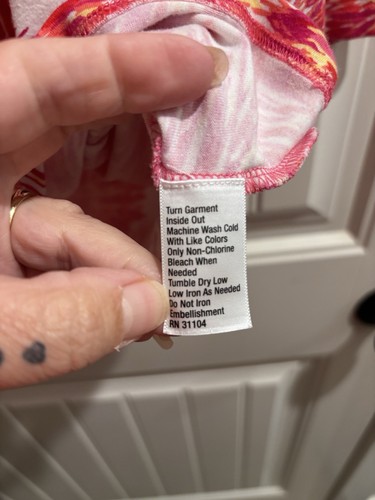 Turn Garment
Inside Out
Machine Wash Cold
With Like Colors
Only Non-Chlorine
Bleach When
Needed
Tumble Dry Low
Low Iron As Needed
Do Not Iron
Embellishment
RN 31104